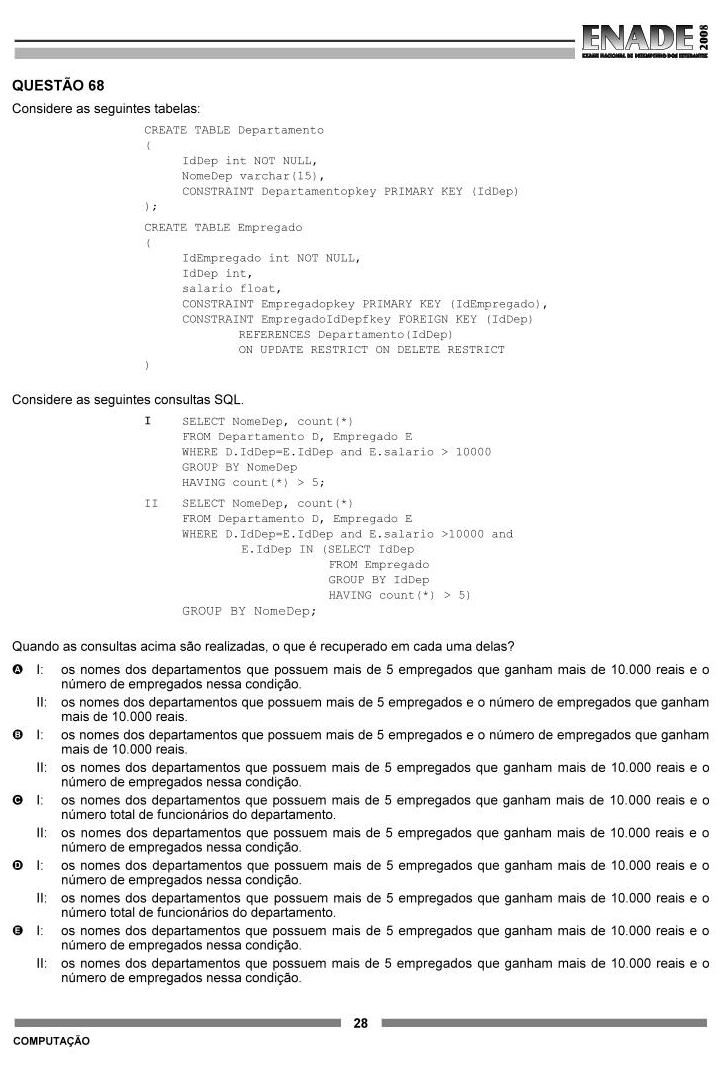 ENADE 2008
EXAME NACIONAL DE DESEMPENHO DOS ESTUDANTES
QUESTÃO 68
Considere as seguintes tabelas:
CREATE TABLE Departamento
(
IdDep int NOT NULL,
NomeDep varchar(15),
CONSTRAINT Departamentopkey PRIMARY KEY (IdDep)
);
CREATE TABLE Empregado
(
IdEmpregado int NOT NULL,
IdDep int,
salario float,
CONSTRAINT Empregadopkey PRIMARY KEY (IdEmpregado),
CONSTRAINT EmpregadoIdDepfkey FOREIGN KEY (IdDep)
REFERENCES Departamento(IdDep)
ON UPDATE RESTRICT ON DELETE RESTRICT
)
Considere as seguintes consultas SQL.
I SELECT NomeDep, count(*)
FROM Departamento D, Empregado E
WHERE D.IdDep=E.IdDep and E.salario > 10000
GROUP BY NomeDep
HAVING count(*) > 5;
II SELECT NomeDep, count(*)
FROM Departamento D, Empregado E
WHERE D.IdDep=E.IdDep and E.salario >10000 and
E.IdDep IN (SELECT IdDep
FROM Empregado
GROUP BY IdDep
HAVING count(*) > 5)
GROUP BY NomeDep;
Quando as consultas acima são realizadas, o que é recuperado em cada uma delas?
A I: os nomes dos departamentos que possuem mais de 5 empregados que ganham mais de 10.000 reais e o
número de empregados nessa condição.
II: os nomes dos departamentos que possuem mais de 5 empregados e o número de empregados que ganham
mais de 10.000 reais.
B I: os nomes dos departamentos que possuem mais de 5 empregados e o número de empregados que ganham
mais de 10.000 reais.
II: os nomes dos departamentos que possuem mais de 5 empregados que ganham mais de 10.000 reais e o
número de empregados nessa condição.
C I: os nomes dos departamentos que possuem mais de 5 empregados que ganham mais de 10.000 reais e o
número total de funcionários do departamento.
II: os nomes dos departamentos que possuem mais de 5 empregados que ganham mais de 10.000 reais e o
número de empregados nessa condição.
D I: os nomes dos departamentos que possuem mais de 5 empregados que ganham mais de 10.000 reais e o
número de empregados nessa condição.
II: os nomes dos departamentos que possuem mais de 5 empregados que ganham mais de 10.000 reais e o
número total de funcionários do departamento.
E I: os nomes dos departamentos que possuem mais de 5 empregados que ganham mais de 10.000 reais e o
número de empregados nessa condição.
II: os nomes dos departamentos que possuem mais de 5 empregados que ganham mais de 10.000 reais e o
número de empregados nessa condição.
28
COMPUTAÇÃO